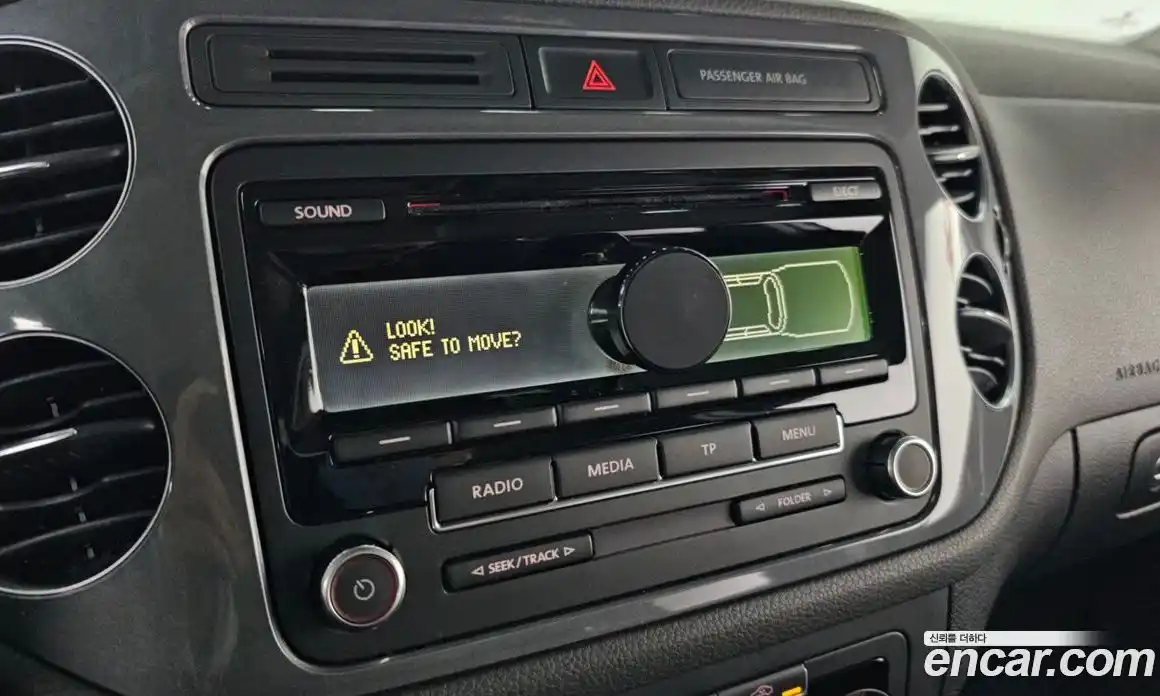 PASSENGER AIR BAG
SOUND
EJECT
LOOK!
SAFE TO MOVE?
MENU
TP
MEDIA
RADIO
◁ FOLDER ▷
◁ SEEK/TRACK ▷
AIRBAG
신뢰를 더하다
encar.com